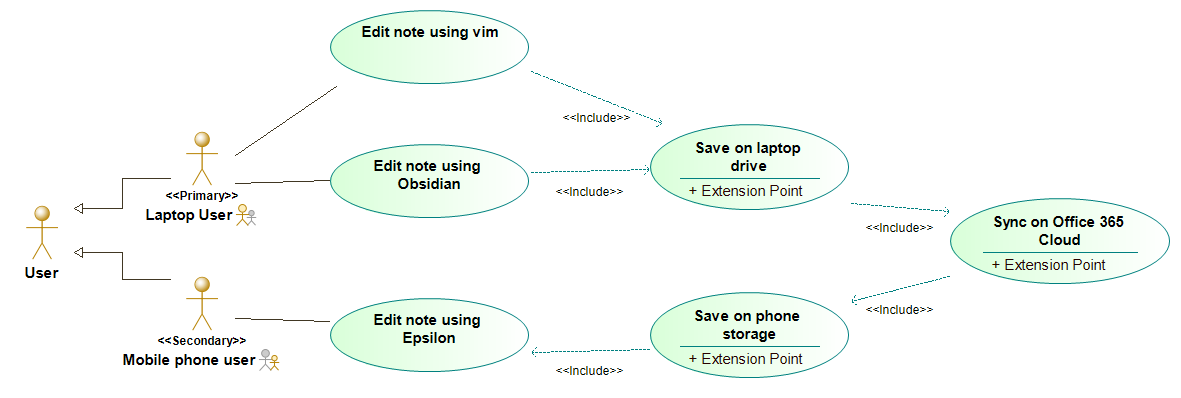 Edit note using vim
<<Include>>
Edit note using
Obsidian
<<Include>>
Save on laptop
drive
+ Extension Point
<<Primary>>
Laptop User
<<Include>>
Sync on Office 365
Cloud
+ Extension Point
User
<<Include>>
<<Secondary>>
Mobile phone user
Edit note using
Epsilon
<<Include>>
Save on phone
storage
+ Extension Point